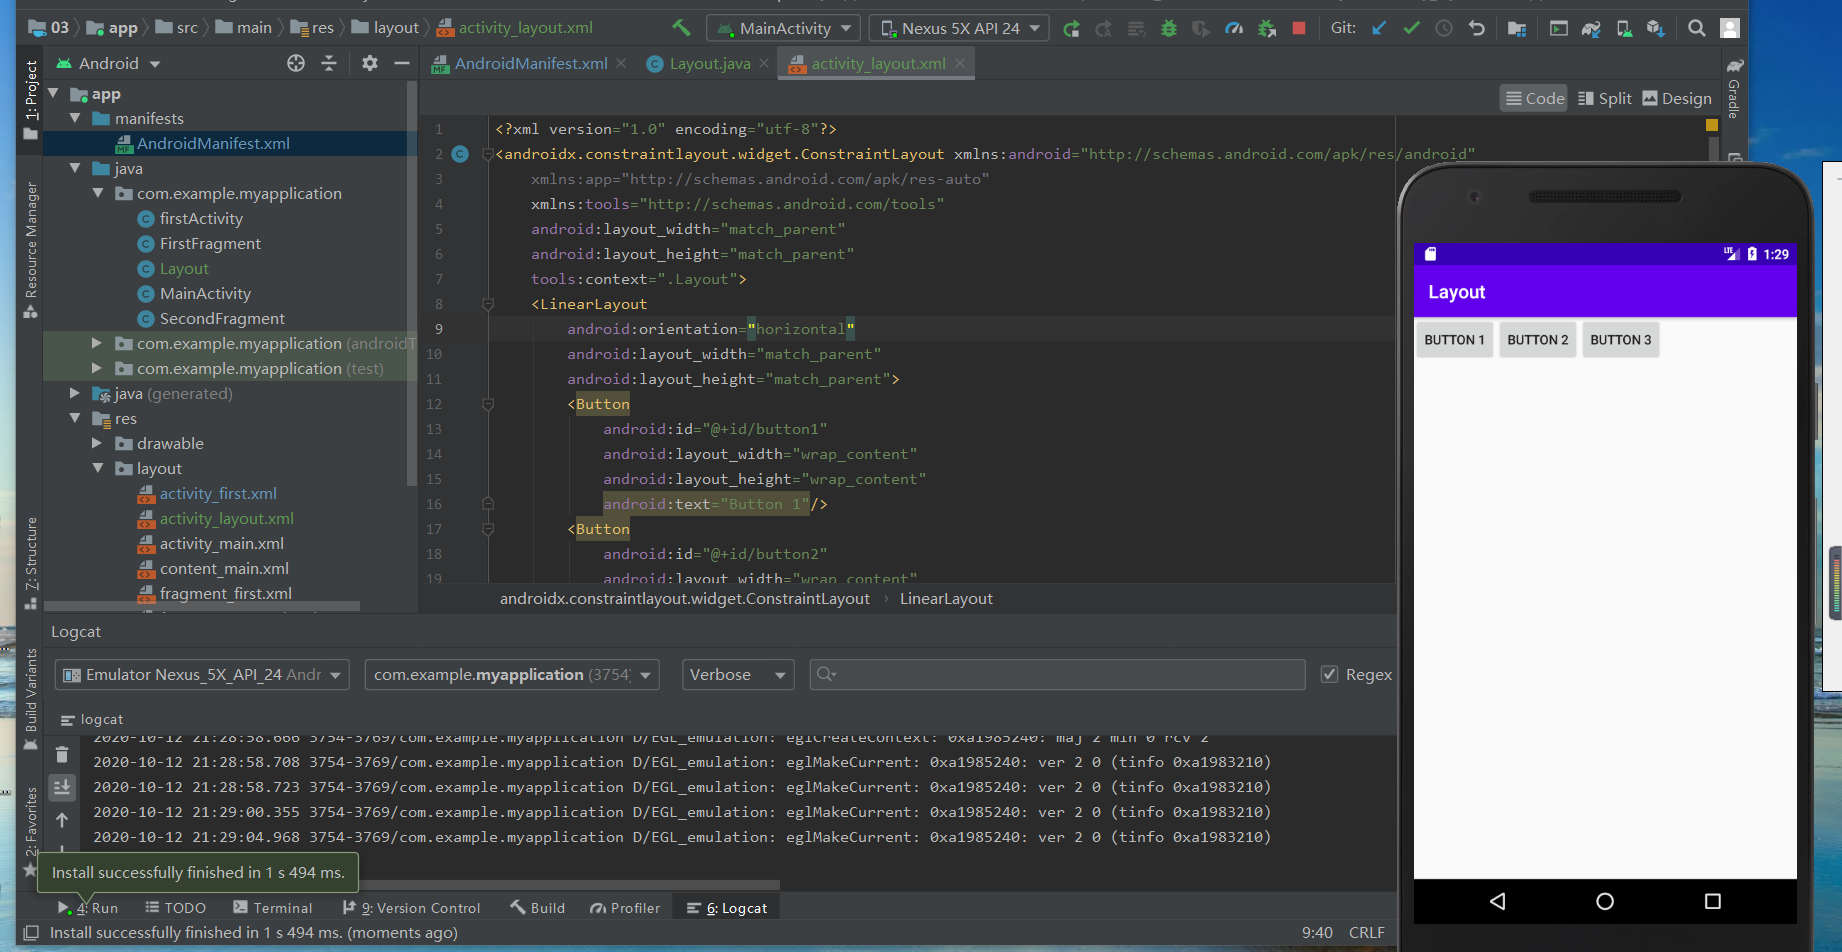 03 app src main res layout activity_layout.xml MainActivity Nexus 5X API 24 Git:
Android AndroidManifest.xml Layout.java activity_layout.xml
1: Project
Resource Manager
7: Structure
Build Variants
2: Favorites
Gradle
Code Split Design
app
manifests
AndroidManifest.xml
java
com.example.myapplication
firstActivity
FirstFragment
Layout
MainActivity
SecondFragment
com.example.myapplication (androidT
com.example.myapplication (test)
java (generated)
res
drawable
layout
activity_first.xml
activity_layout.xml
activity_main.xml
content_main.xml
fragment_first.xml
1 <?xml version="1.0" encoding="utf-8"?>
2 <androidx.constraintlayout.widget.ConstraintLayout xmlns:android="http://schemas.android.com/apk/res/android"
3 xmlns:app="http://schemas.android.com/apk/res-auto"
4 xmlns:tools="http://schemas.android.com/tools"
5 android:layout_width="match_parent"
6 android:layout_height="match_parent"
7 tools:context=".Layout">
8 <LinearLayout
9 android:orientation="horizontal"
10 android:layout_width="match_parent"
11 android:layout_height="match_parent">
12 <Button
13 android:id="@+id/button1"
14 android:layout_width="wrap_content"
15 android:layout_height="wrap_content"
16 android:text="Button 1"/>
17 <Button
18 android:id="@+id/button2"
19 android:layout_width="wrap_content"
androidx.constraintlayout.widget.ConstraintLayout › LinearLayout
LTE 1:29
Layout
BUTTON 1 BUTTON 2 BUTTON 3
Logcat
Emulator Nexus_5X_API_24 Andr com.example.myapplication (3754) Verbose Regex
logcat
2020-10-12 21:28:58.666 3754-3769/com.example.myapplication D/EGL_emulation: eglCreateContext: 0xa1985240: maj 2 min 0 rcv 2
2020-10-12 21:28:58.708 3754-3769/com.example.myapplication D/EGL_emulation: eglMakeCurrent: 0xa1985240: ver 2 0 (tinfo 0xa1983210)
2020-10-12 21:28:58.723 3754-3769/com.example.myapplication D/EGL_emulation: eglMakeCurrent: 0xa1985240: ver 2 0 (tinfo 0xa1983210)
2020-10-12 21:29:00.355 3754-3769/com.example.myapplication D/EGL_emulation: eglMakeCurrent: 0xa1985240: ver 2 0 (tinfo 0xa1983210)
2020-10-12 21:29:04.968 3754-3769/com.example.myapplication D/EGL_emulation: eglMakeCurrent: 0xa1985240: ver 2 0 (tinfo 0xa1983210)
Install successfully finished in 1 s 494 ms.
4: Run TODO Terminal 9: Version Control Build Profiler 6: Logcat
Install successfully finished in 1 s 494 ms. (moments ago) 9:40 CRLF